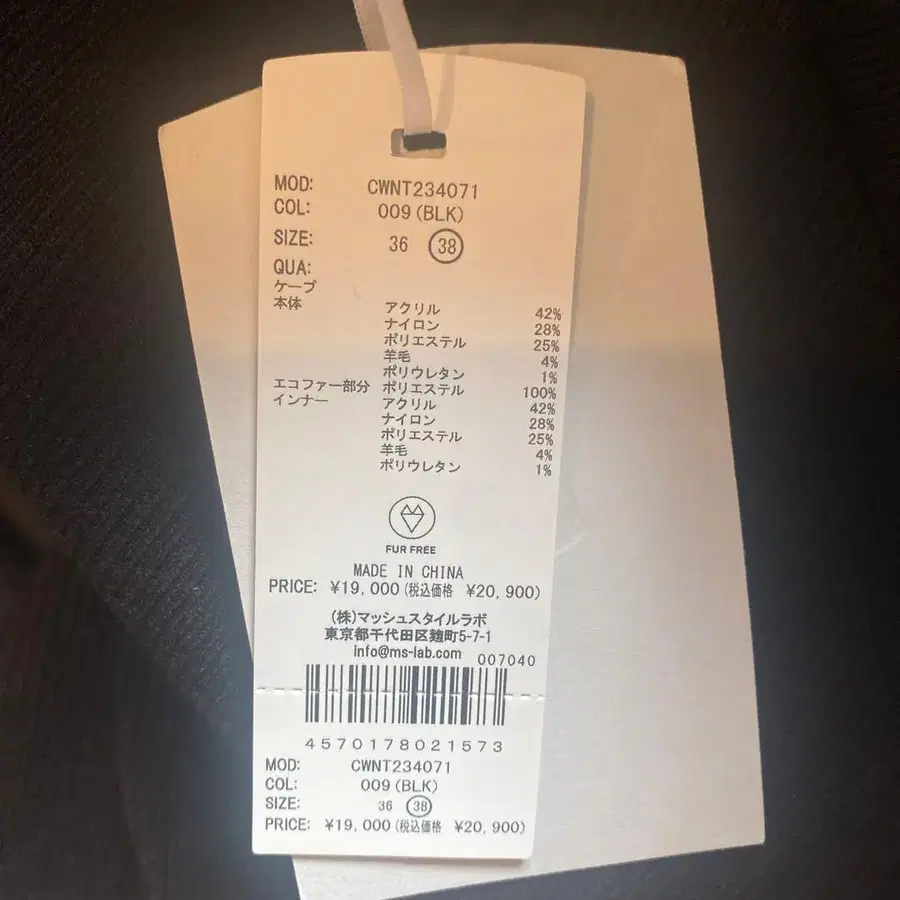 MOD: CWNT234071
COL: 009(BLK)
SIZE: 36 38
QUA:
ケープ
本体 アクリル 42%
ナイロン 28%
ポリエステル 25%
羊毛 4%
ポリウレタン 1%
エコファー部分 ポリエステル 100%
インナー アクリル 42%
ナイロン 28%
ポリエステル 25%
羊毛 4%
ポリウレタン 1%
FUR FREE
MADE IN CHINA
PRICE: ¥19,000(税込価格 ¥20,900)
(株)マッシュスタイルラボ
東京都千代田区麹町5-7-1
info@ms-lab.com 007040
4570178021573
MOD: CWNT234071
COL: 009(BLK)
SIZE: 36 38
PRICE: ¥19,000(税込価格 ¥20,900)